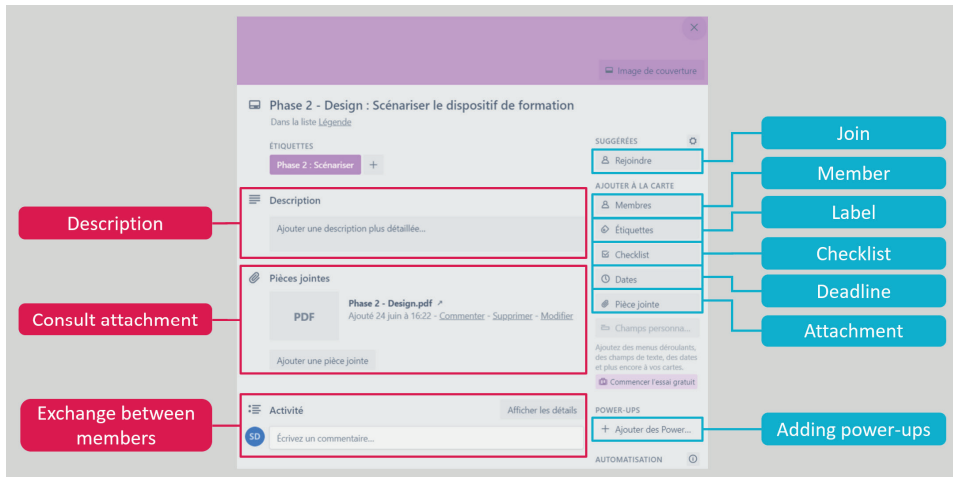 Image de couverture
Phase 2 - Design : Scénariser le dispositif de formation
Dans la liste Légende
ÉTIQUETTES
Phase 2 : Scénariser +
Description
Ajouter une description plus détaillée...
Pièces jointes
PDF
Phase 2 - Design.pdf ↗
Ajouté 24 juin à 16:22 - Commenter - Supprimer - Modifier
Ajouter une pièce jointe
Activité
Afficher les détails
SD
Écrivez un commentaire...
SUGGÉRÉES
Rejoindre
AJOUTER À LA CARTE
Membres
Étiquettes
Checklist
Dates
Pièce jointe
Champs personna...
Ajoutez des menus déroulants,
des champs de texte, des dates
et plus encore à vos cartes.
Commencer l'essai gratuit
POWER-UPS
+ Ajouter des Power...
AUTOMATISATION
Description
Consult attachment
Exchange between
members
Join
Member
Label
Checklist
Deadline
Attachment
Adding power-ups